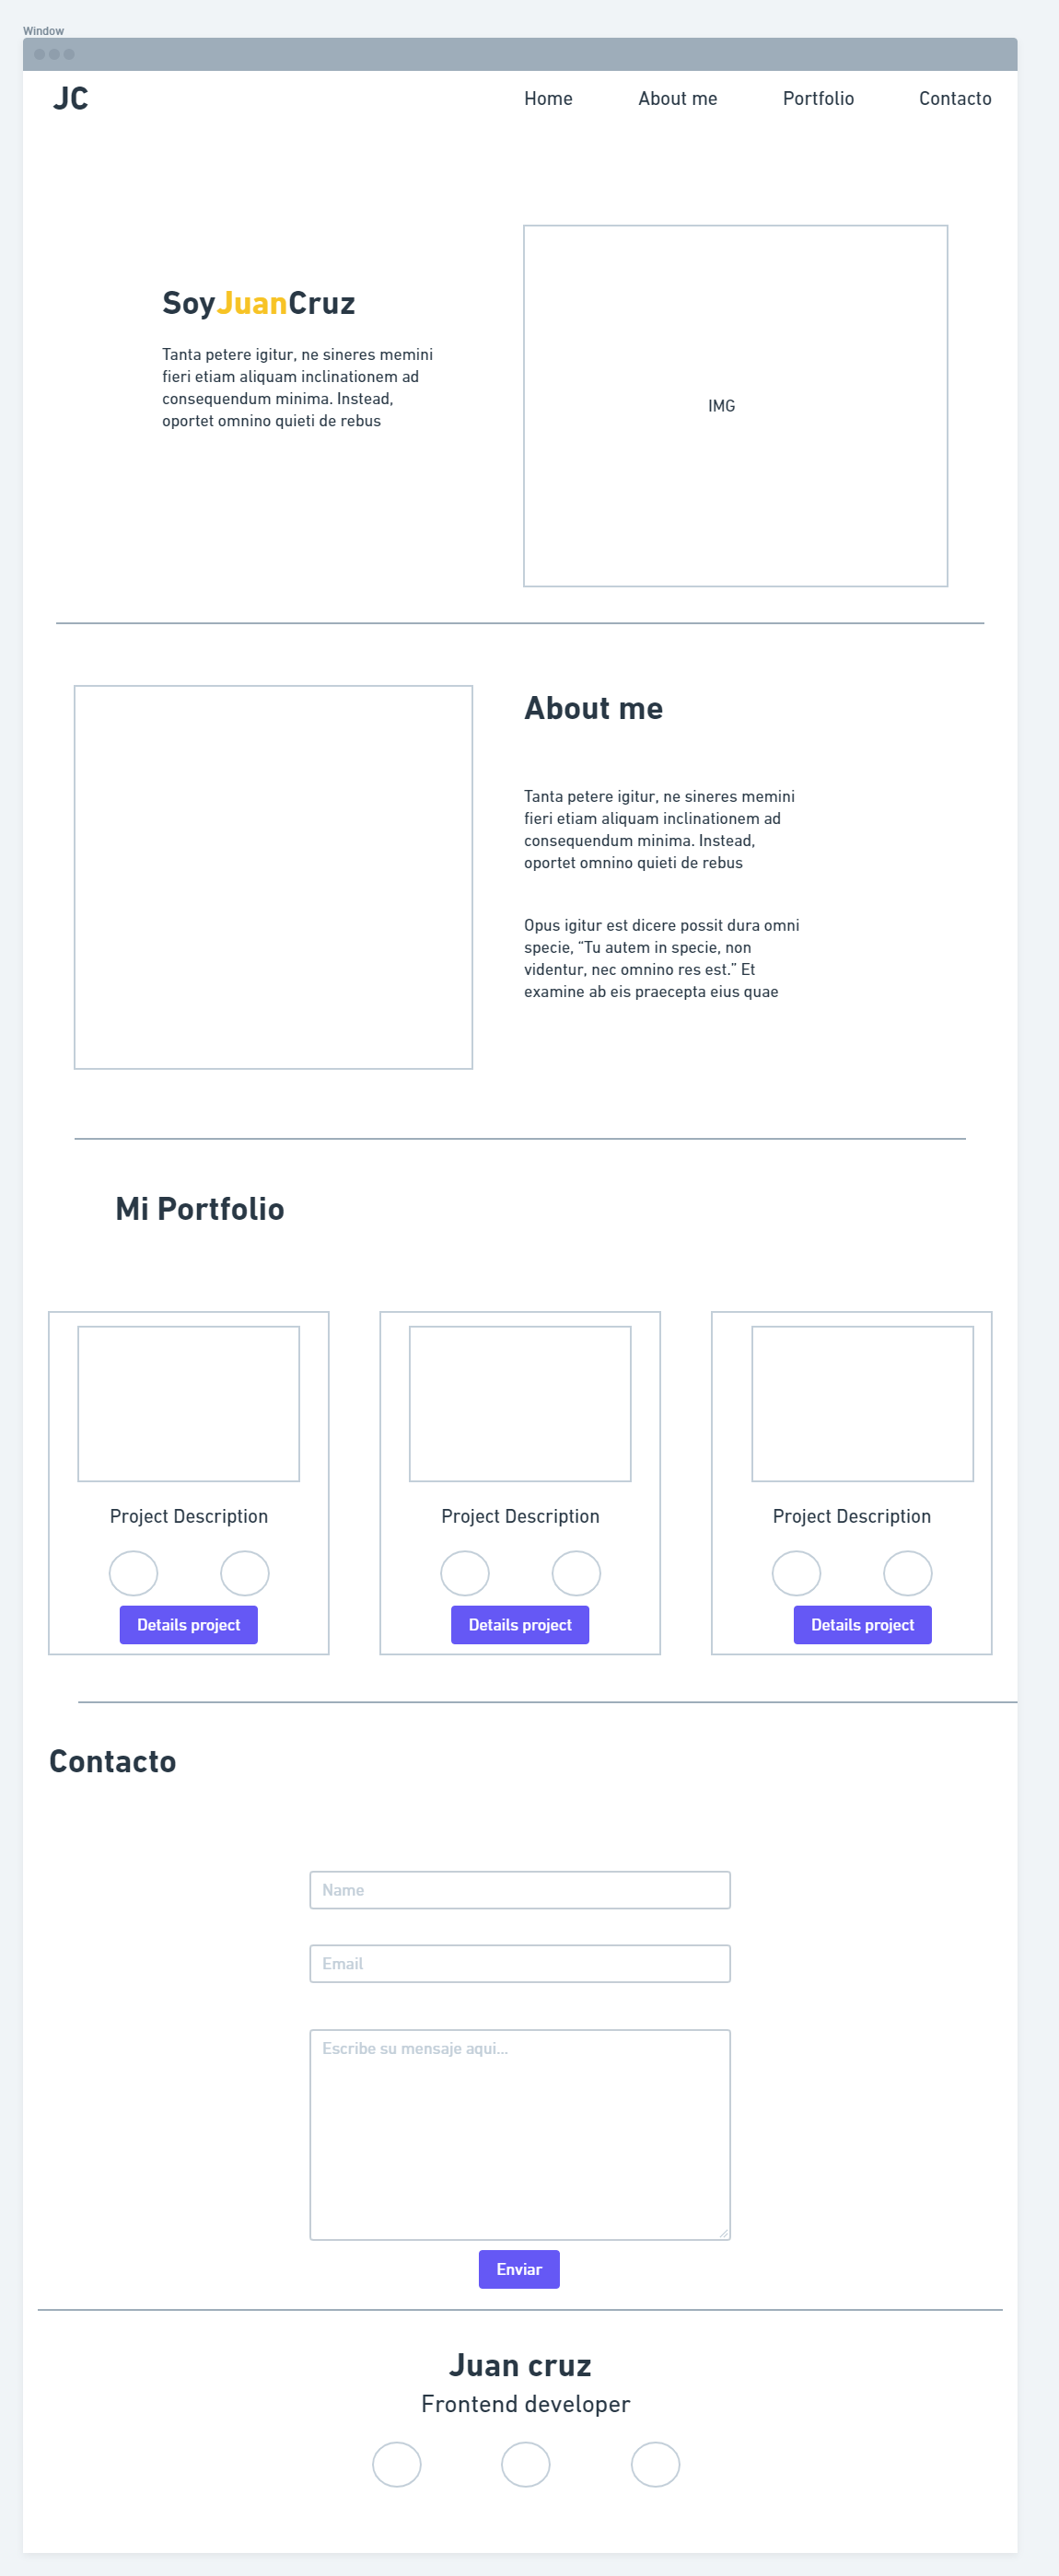 Window
JC
Home About me Portfolio Contacto
SoyJuanCruz
Tanta petere igitur, ne sineres memini
fieri etiam aliquam inclinationem ad
consequendum minima. Instead,
oportet omnino quieti de rebus
IMG
About me
Tanta petere igitur, ne sineres memini
fieri etiam aliquam inclinationem ad
consequendum minima. Instead,
oportet omnino quieti de rebus
Opus igitur est dicere possit dura omni
specie, “Tu autem in specie, non
videntur, nec omnino res est.” Et
examine ab eis praecepta eius quae
Mi Portfolio
Project Description
Details project
Project Description
Details project
Project Description
Details project
Contacto
Name
Email
Escribe su mensaje aqui...
Enviar
Juan cruz
Frontend developer